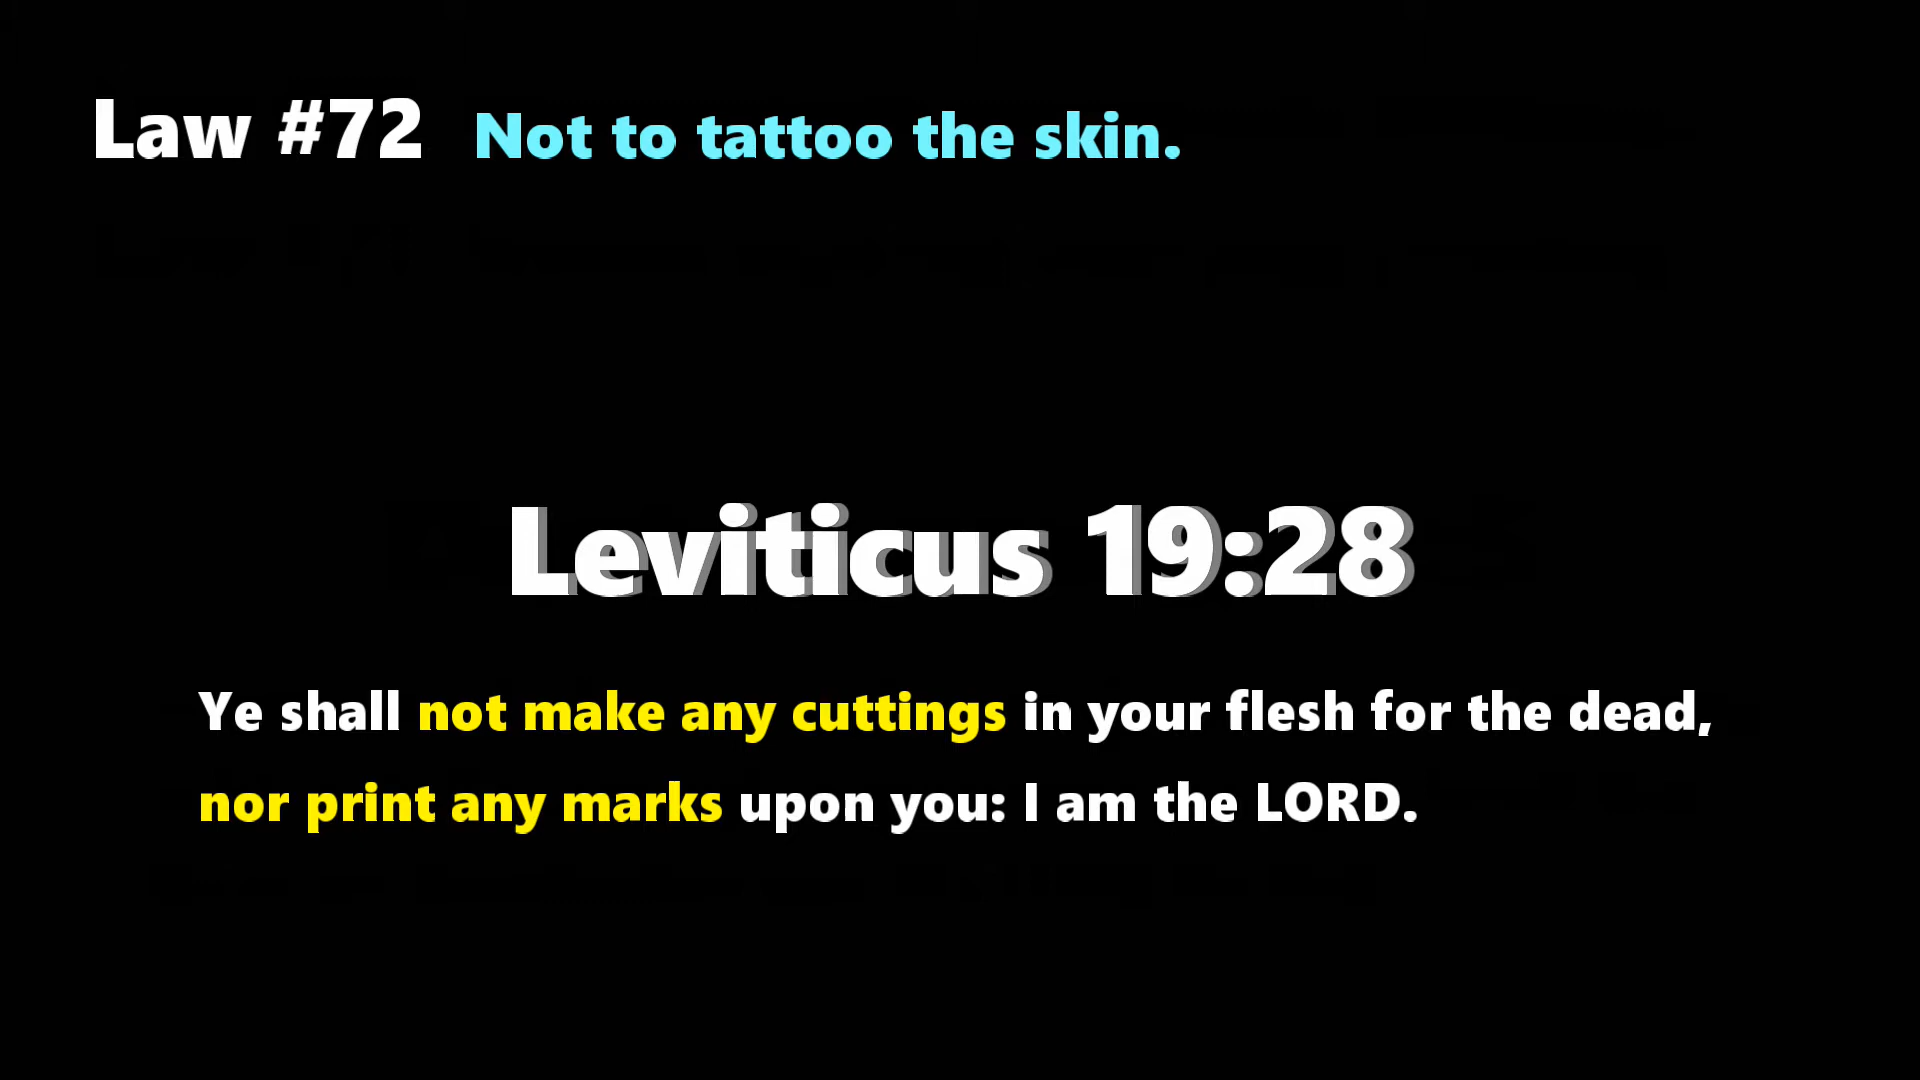 Law #72 Not to tattoo the skin.
Leviticus 19:28
Ye shall not make any cuttings in your flesh for the dead,
nor print any marks upon you: I am the LORD.